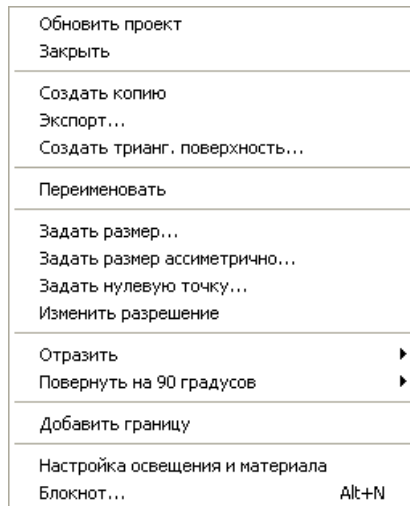 Обновить проект
Закрыть
Создать копию
Экспорт...
Создать трианг. поверхность...
Переименовать
Задать размер...
Задать размер ассиметрично...
Задать нулевую точку...
Изменить разрешение
Отразить
Повернуть на 90 градусов
Добавить границу
Настройка освещения и материала
Блокнот... Alt+N